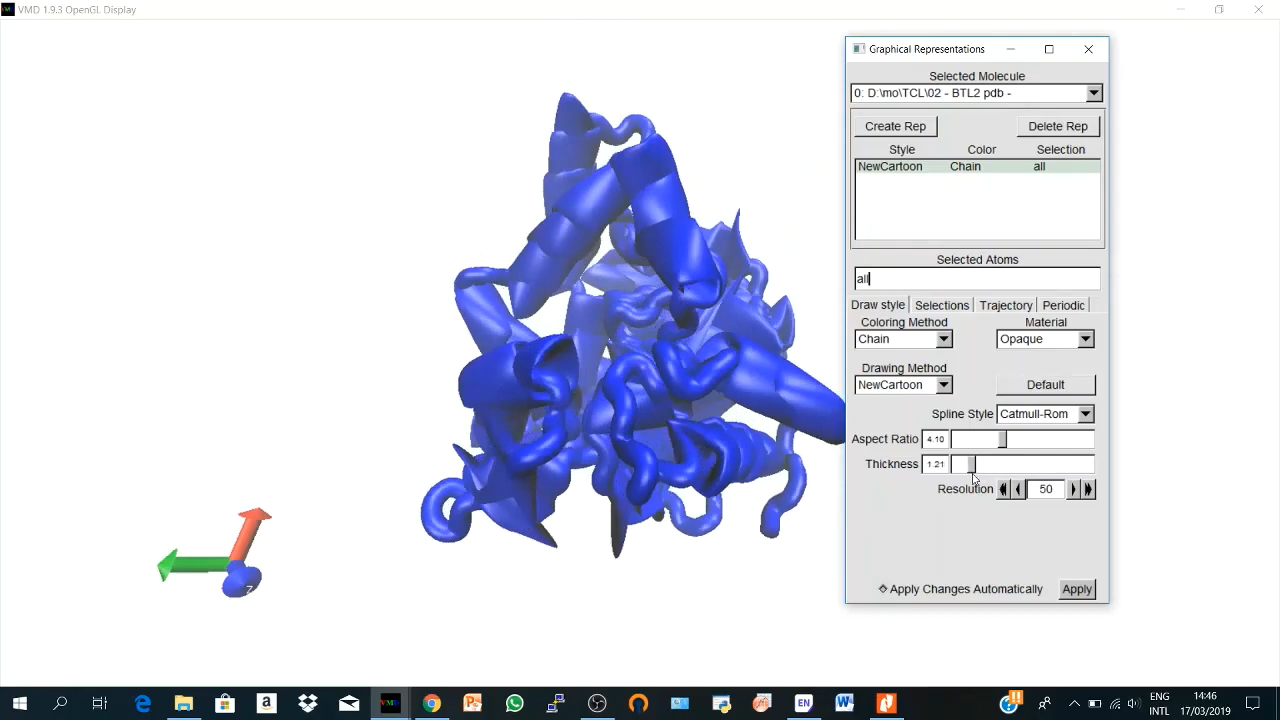 VMD 1.9.3 OpenGL Display
Graphical Representations
Selected Molecule
0: D:\mo\TCL\02 - BTL2 pdb -
Create Rep
Delete Rep
Style Color Selection
NewCartoon Chain all
Selected Atoms
all
Draw style Selections Trajectory Periodic
Coloring Method Material
Chain Opaque
Drawing Method
NewCartoon Default
Spline Style Catmull-Rom
Aspect Ratio 4.10
Thickness 1.21
Resolution 50
Apply Changes Automatically Apply
Z
EN
ENG
INTL
14:46
17/03/2019